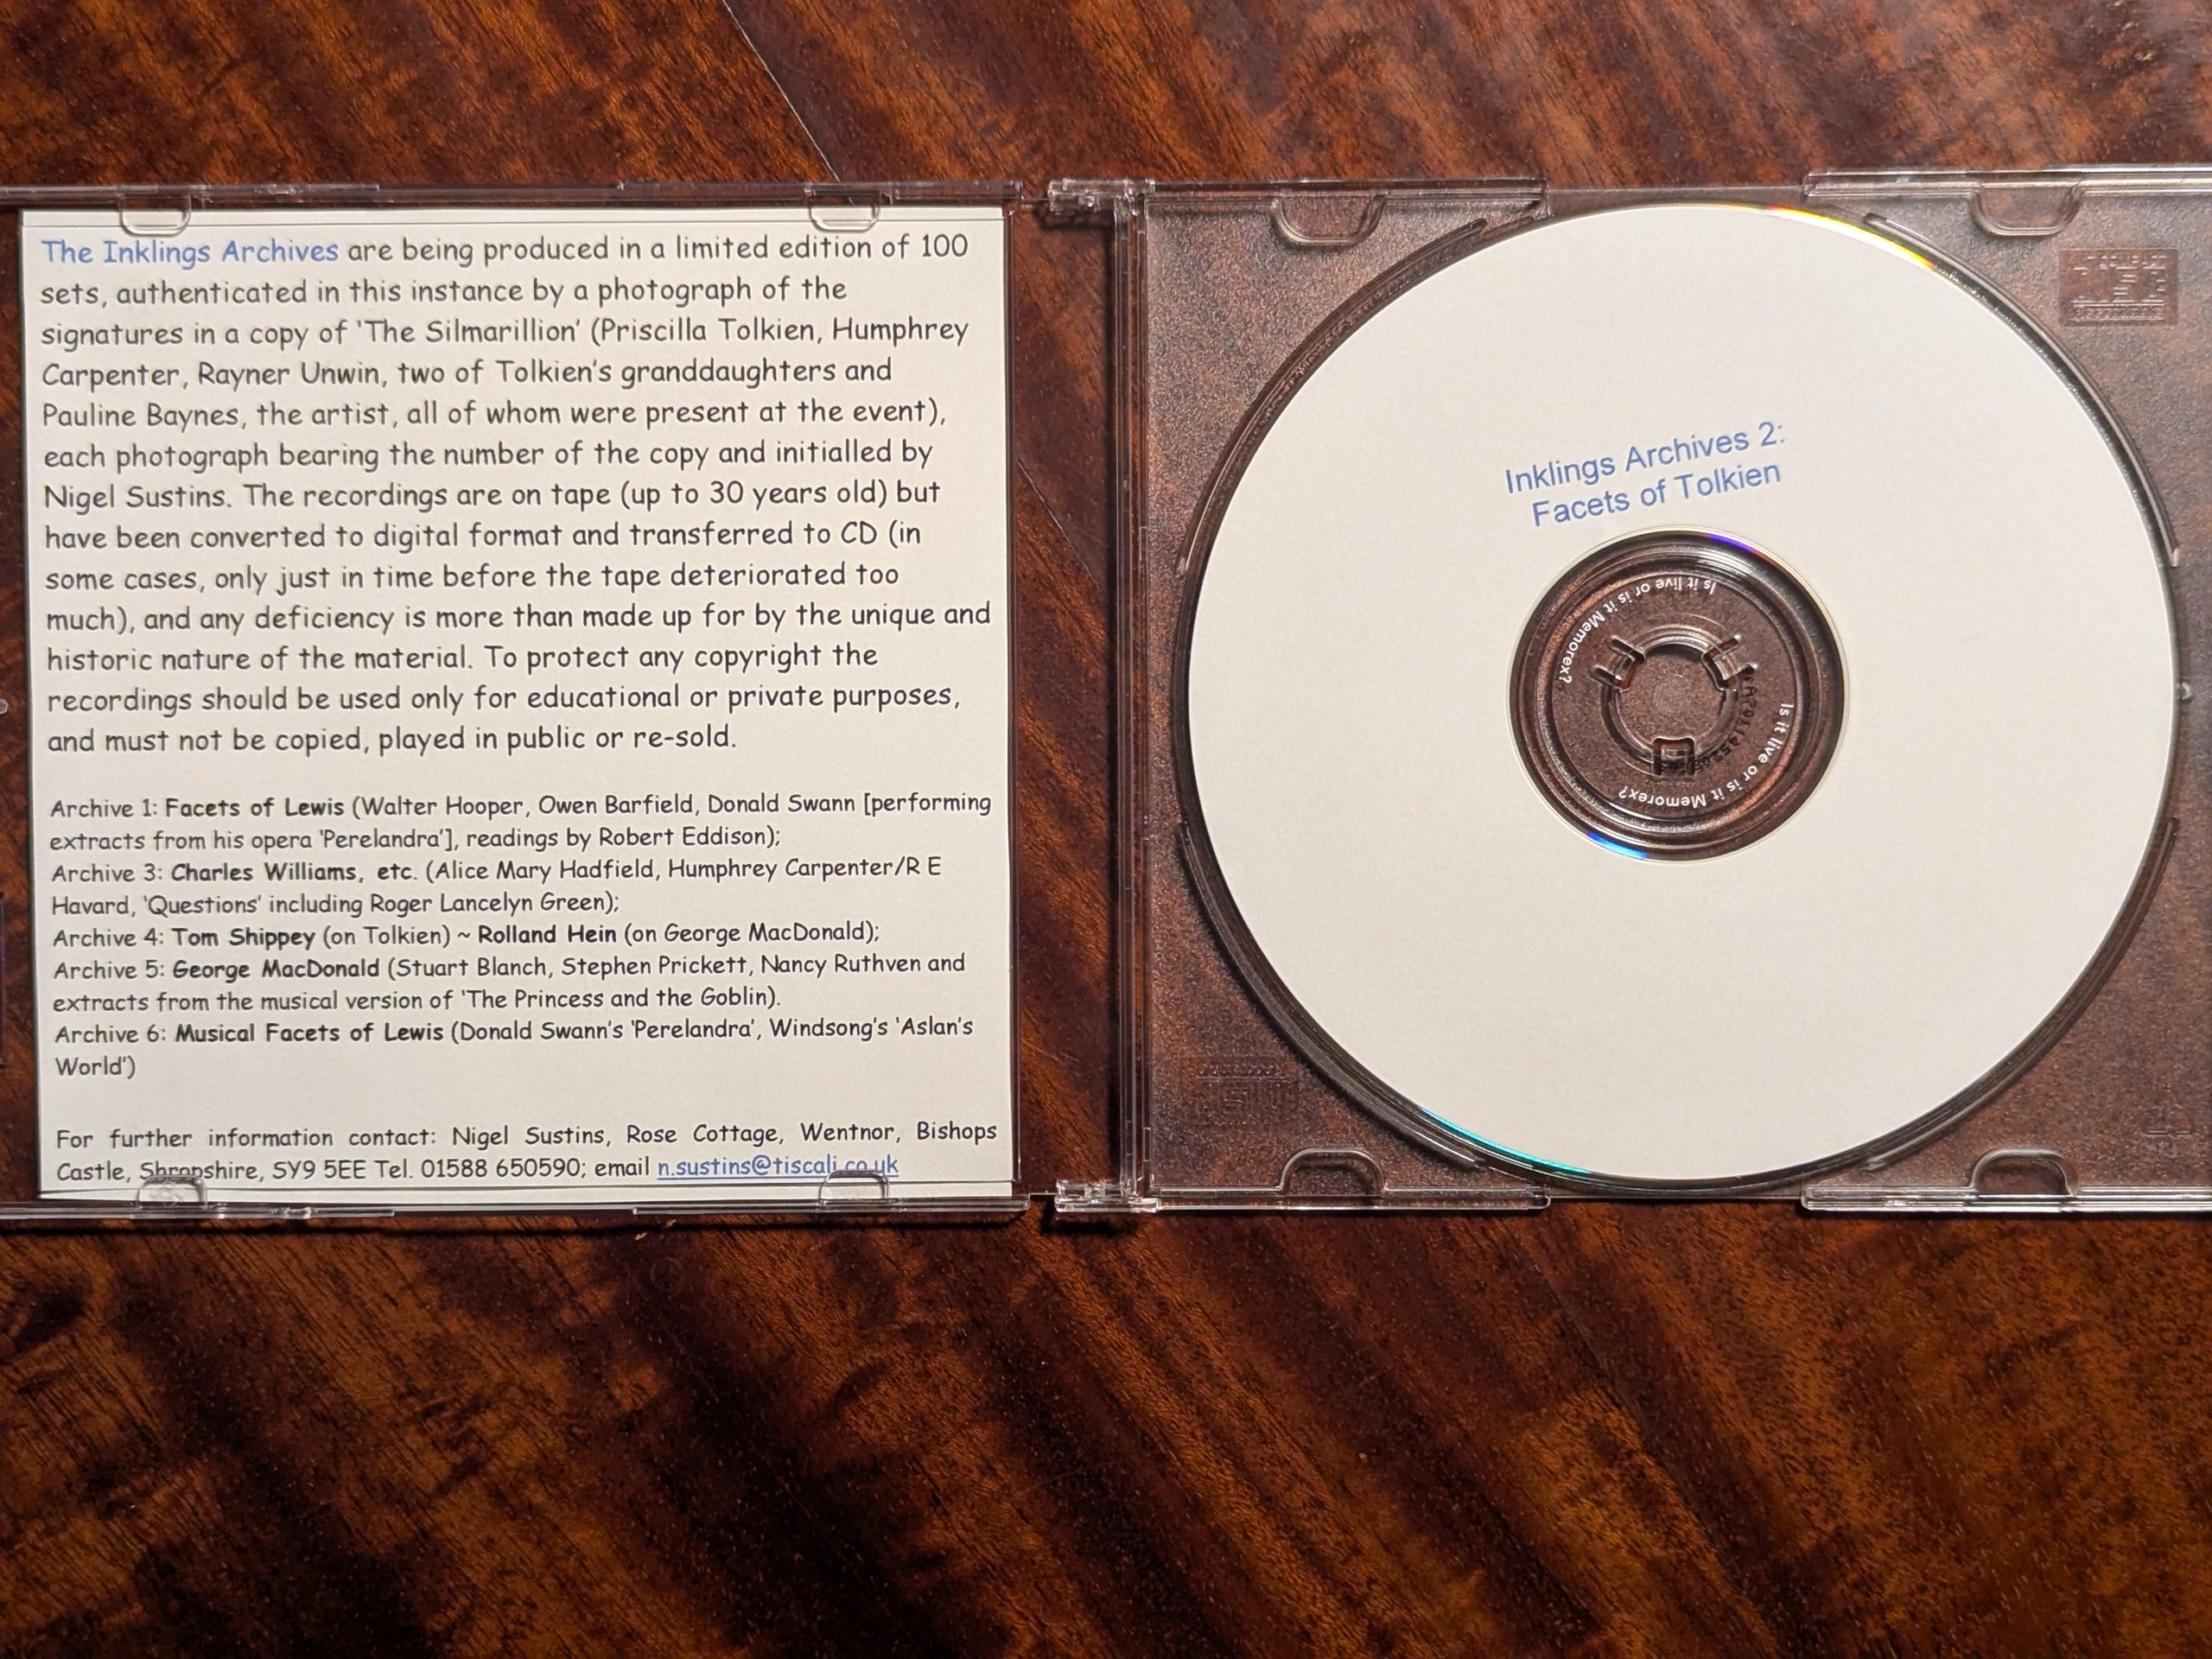 The Inklings Archives are being produced in a limited edition of 100
sets, authenticated in this instance by a photograph of the
signatures in a copy of 'The Silmarillion' (Priscilla Tolkien, Humphrey
Carpenter, Rayner Unwin, two of Tolkien's granddaughters and
Pauline Baynes, the artist, all of whom were present at the event),
each photograph bearing the number of the copy and initialled by
Nigel Sustins. The recordings are on tape (up to 30 years old) but
have been converted to digital format and transferred to CD (in
some cases, only just in time before the tape deteriorated too
much), and any deficiency is more than made up for by the unique and
historic nature of the material. To protect any copyright the
recordings should be used only for educational or private purposes,
and must not be copied, played in public or re-sold.
Archive 1: Facets of Lewis (Walter Hooper, Owen Barfield, Donald Swann [performing
extracts from his opera 'Perelandra'], readings by Robert Eddison);
Archive 3: Charles Williams, etc. (Alice Mary Hadfield, Humphrey Carpenter/R E
Havard, 'Questions' including Roger Lancelyn Green);
Archive 4: Tom Shippey (on Tolkien) ~ Rolland Hein (on George MacDonald);
Archive 5: George MacDonald (Stuart Blanch, Stephen Prickett, Nancy Ruthven and
extracts from the musical version of 'The Princess and the Goblin).
Archive 6: Musical Facets of Lewis (Donald Swann's 'Perelandra', Windsong's 'Aslan's
World')
For further information contact: Nigel Sustins, Rose Cottage, Wentnor, Bishops
Castle, Shropshire, SY9 5EE Tel. 01588 650590; email n.sustins@tiscali.co.uk
Inklings Archives 2:
Facets of Tolkien
Is it live or is it Memorex?
Is it live or is it Memorex?